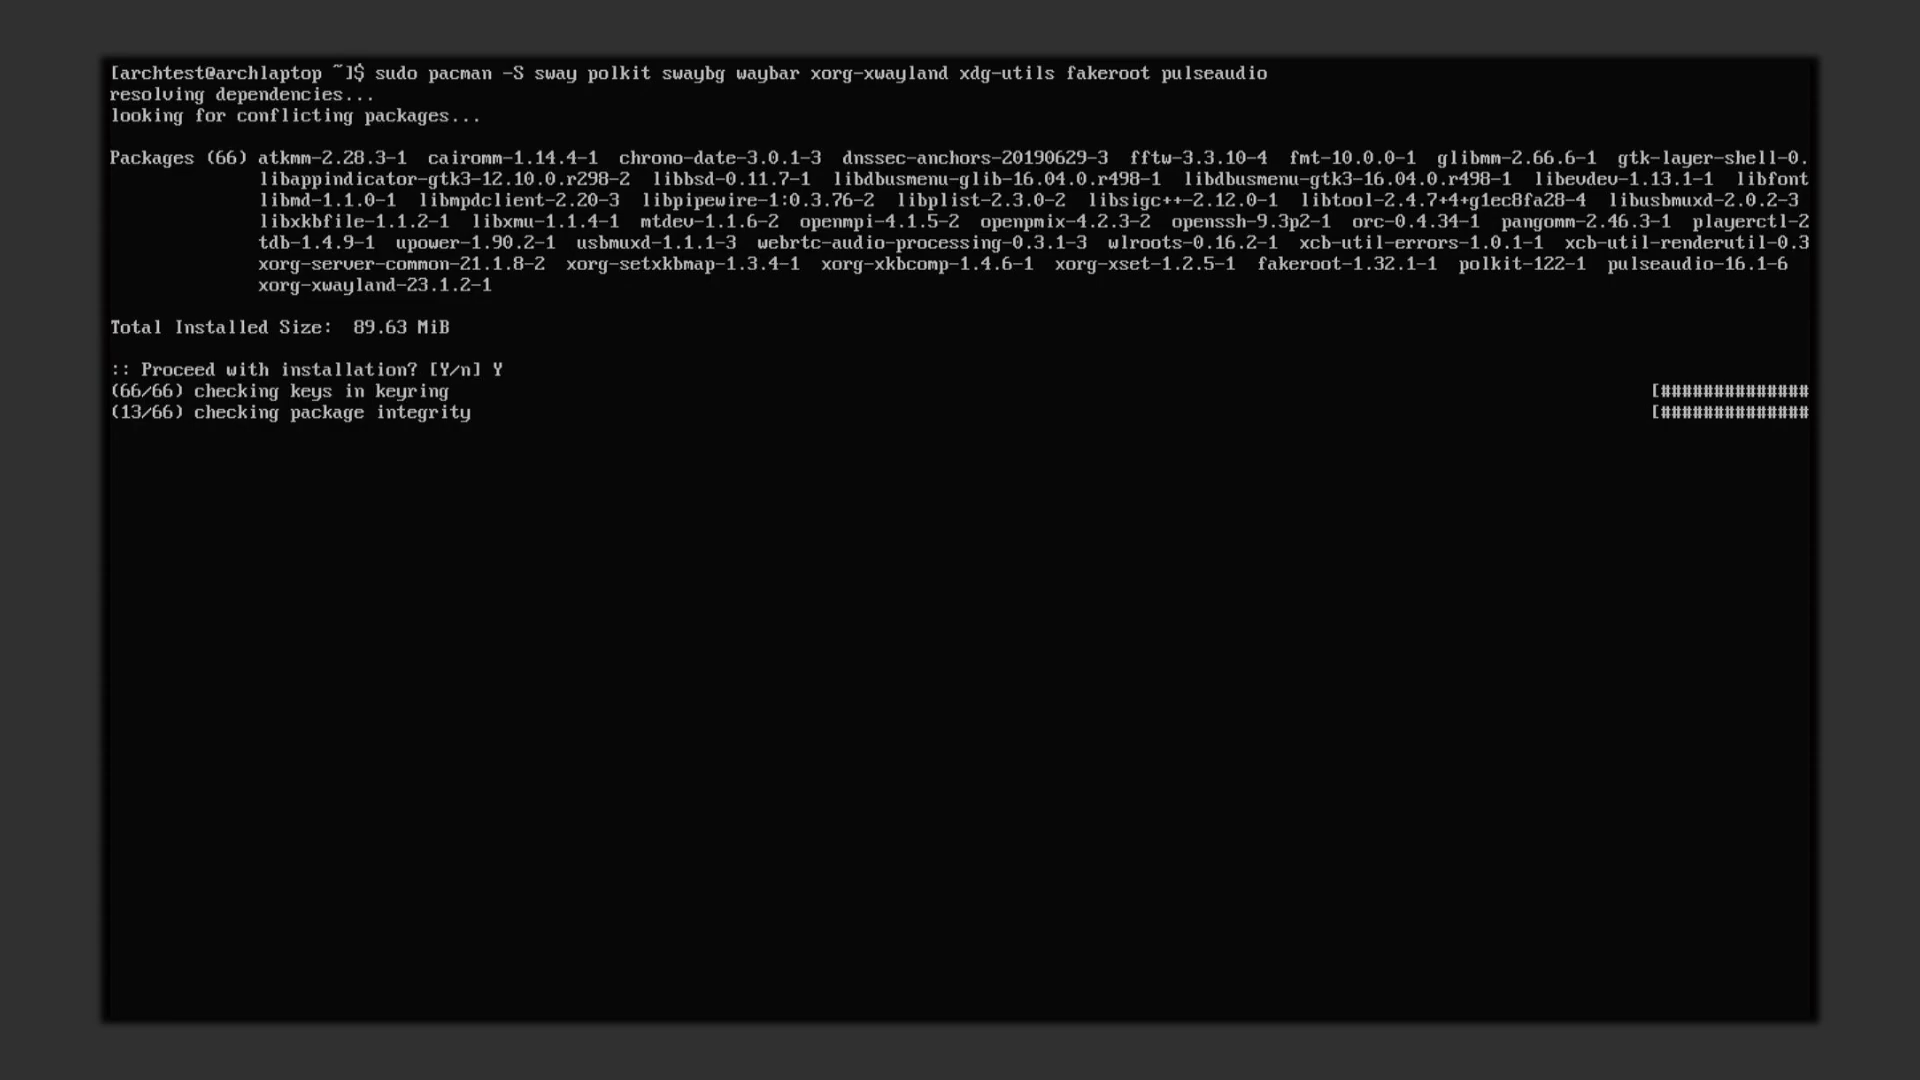 [archtest@archlaptop ~]$ sudo pacman -S sway polkit swaybg waybar xorg-xwayland xdg-utils fakeroot pulseaudio
resolving dependencies...
looking for conflicting packages...
Packages (66) atkmm-2.28.3-1 cairomm-1.14.4-1 chrono-date-3.0.1-3 dnssec-anchors-20190629-3 fftw-3.3.10-4 fmt-10.0.0-1 glibmm-2.66.6-1 gtk-layer-shell-0.
libappindicator-gtk3-12.10.0.r298-2 libbsd-0.11.7-1 libdbusmenu-glib-16.04.0.r498-1 libdbusmenu-gtk3-16.04.0.r498-1 libevdev-1.13.1-1 libfont
libmd-1.1.0-1 libmpdclient-2.20-3 libpipewire-1:0.3.76-2 libplist-2.3.0-2 libsigc++-2.12.0-1 libtool-2.4.7+4+g1ec8fa28-4 libusbmuxd-2.0.2-3
libxkbfile-1.1.2-1 libxmu-1.1.4-1 mtdev-1.1.6-2 openmpi-4.1.5-2 openpmix-4.2.3-2 openssh-9.3p2-1 orc-0.4.34-1 pangomm-2.46.3-1 playerctl-2
tdb-1.4.9-1 upower-1.90.2-1 usbmuxd-1.1.1-3 webrtc-audio-processing-0.3.1-3 wlroots-0.16.2-1 xcb-util-errors-1.0.1-1 xcb-util-renderutil-0.3
xorg-server-common-21.1.8-2 xorg-setxkbmap-1.3.4-1 xorg-xkbcomp-1.4.6-1 xorg-xset-1.2.5-1 fakeroot-1.32.1-1 polkit-122-1 pulseaudio-16.1-6
xorg-xwayland-23.1.2-1
Total Installed Size: 89.63 MiB
:: Proceed with installation? [Y/n] Y
(66/66) checking keys in keyring [##############
(13/66) checking package integrity [##############